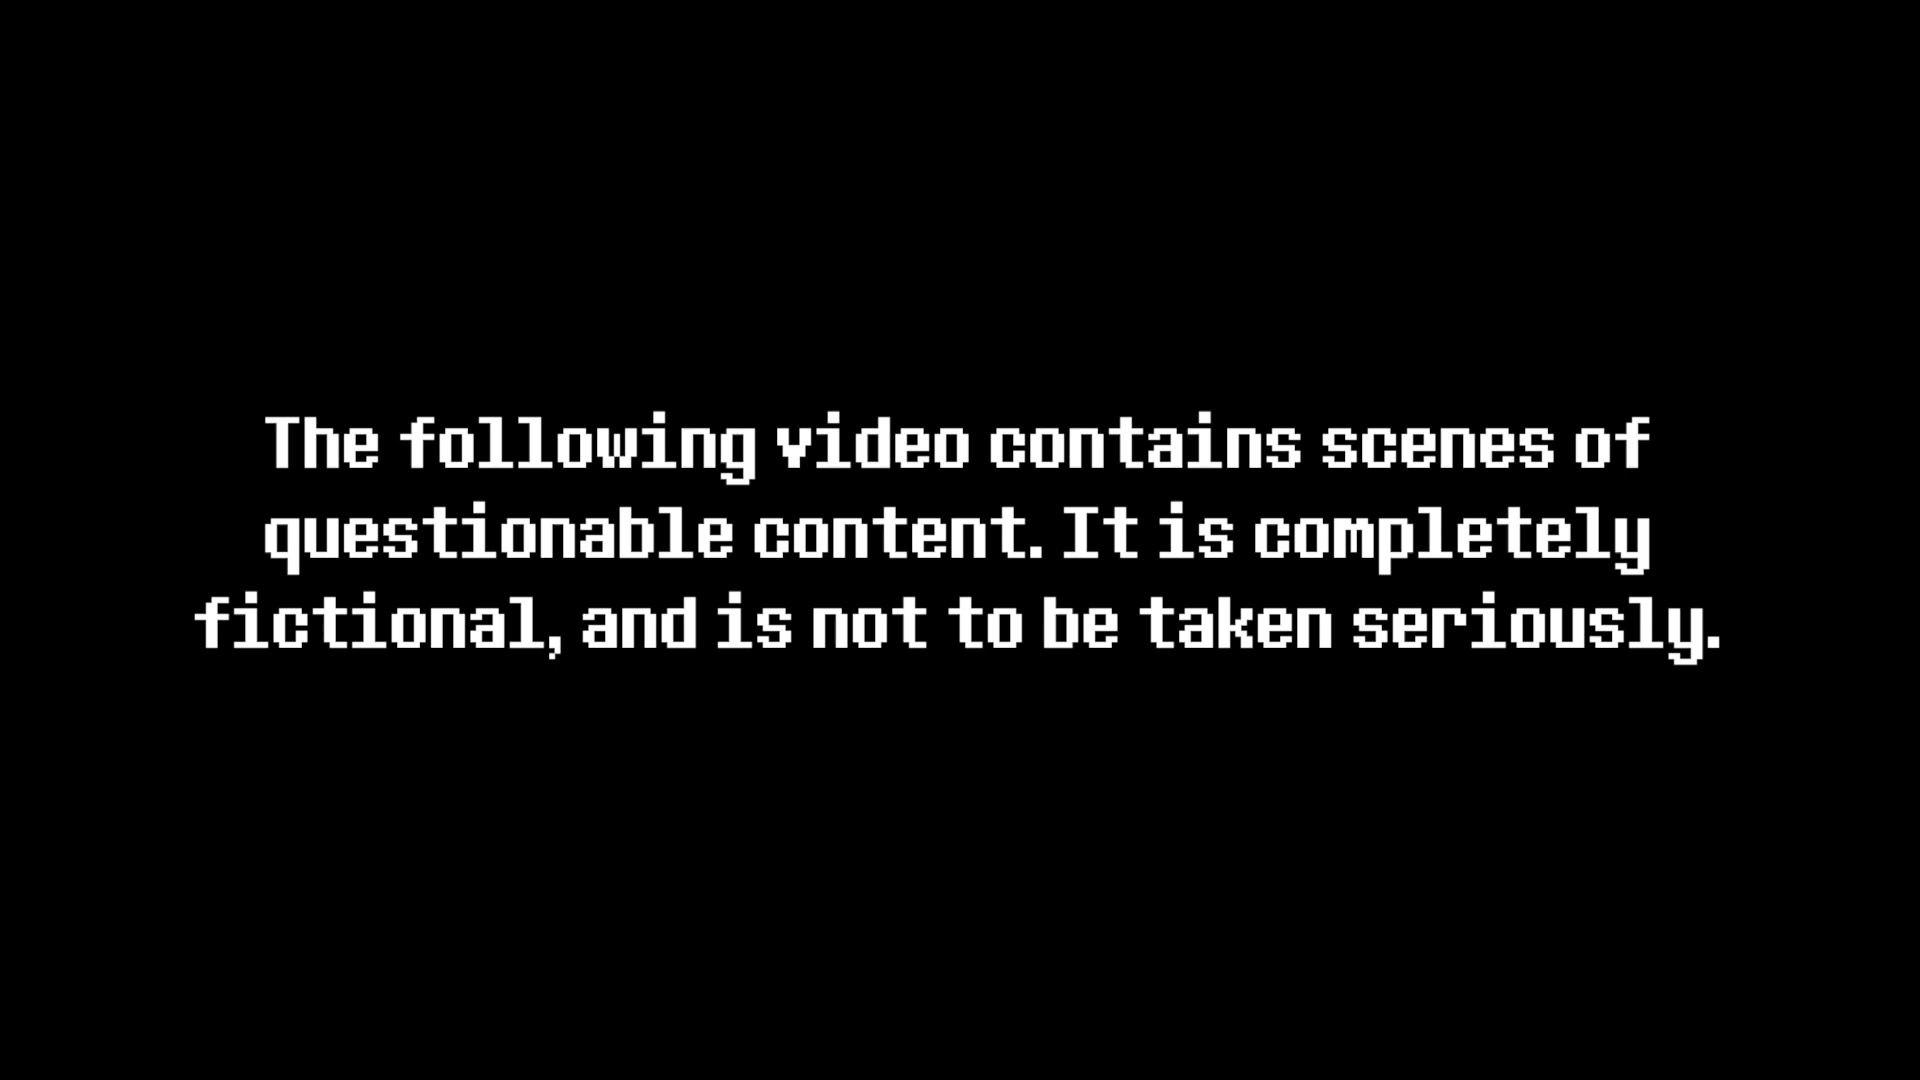 The following video contains scenes of
questionable content. It is completely
fictional, and is not to be taken seriously.